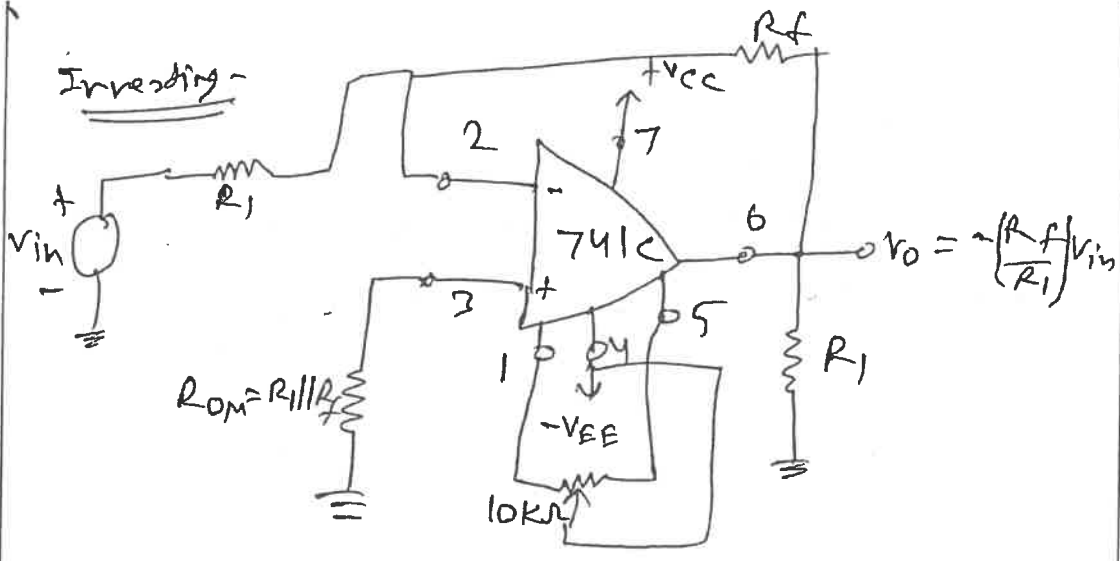 Inverting -
Rf
+VCC
7
2
R1
+
Vin
-
-
741C
+
3
6
Vo = -(Rf/R1)Vin
5
1
4
-VEE
ROM = R1||Rf
R1
10KΩ